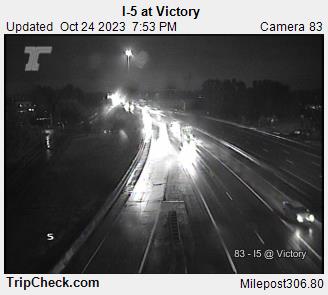 I-5 at Victory
Updated  Oct 24 2023  7:53 PM
Camera 83
T
S
83 - I5 @ Victory
TripCheck.com
Milepost306.80